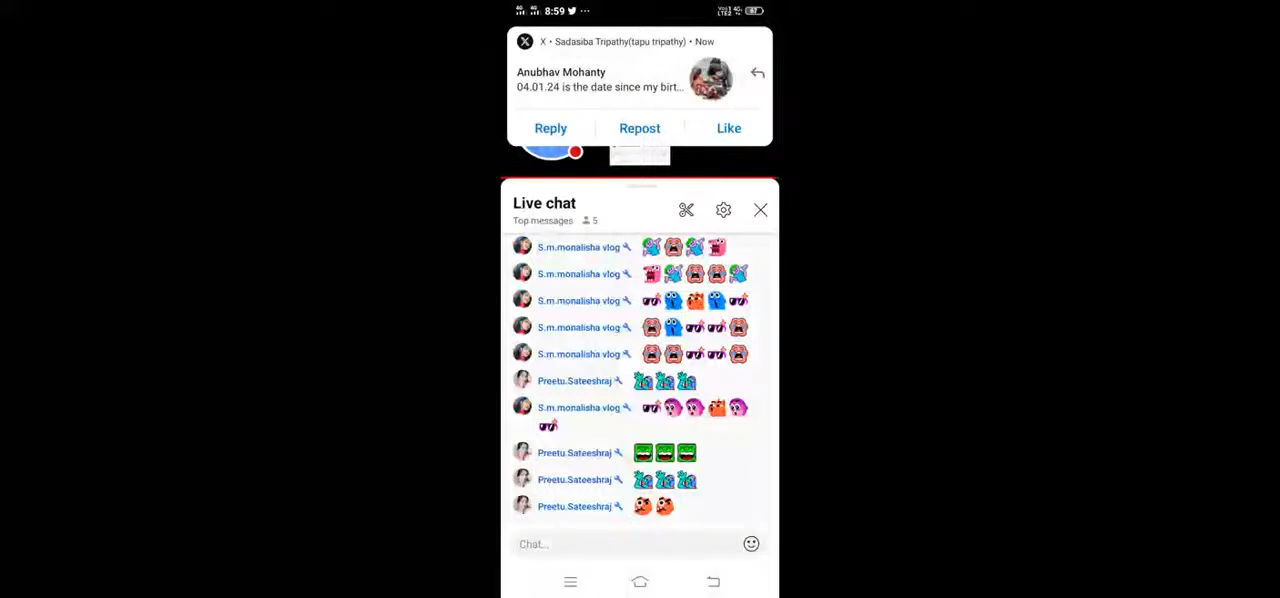 8:59
X • Sadasiba Tripathy(tapu tripathy) • Now
Anubhav Mohanty
04.01.24 is the date since my birt...
Reply Repost Like
Live chat
Top messages 5
S.m.monalisha vlog
S.m.monalisha vlog
S.m.monalisha vlog
S.m.monalisha vlog
S.m.monalisha vlog
Preetu.Sateeshraj
S.m.monalisha vlog
Preetu.Sateeshraj
Preetu.Sateeshraj
Preetu.Sateeshraj
Chat...